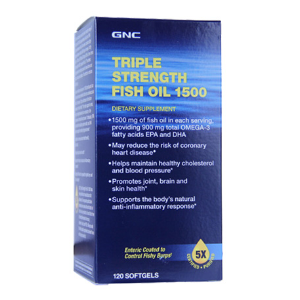 GNC
TRIPLE
STRENGTH
FISH OIL 1500
DIETARY SUPPLEMENT
•1500 mg of fish oil in each serving,
providing 900 mg total OMEGA-3
fatty acids EPA and DHA
•May reduce the risk of coronary
heart disease*
•Helps maintain healthy cholesterol
and blood pressure*
•Promotes joint, brain and
skin health*
•Supports the body's natural
anti-inflammatory response*
Enteric Coated to
Control Fishy Burps!
5X
120 SOFTGELS